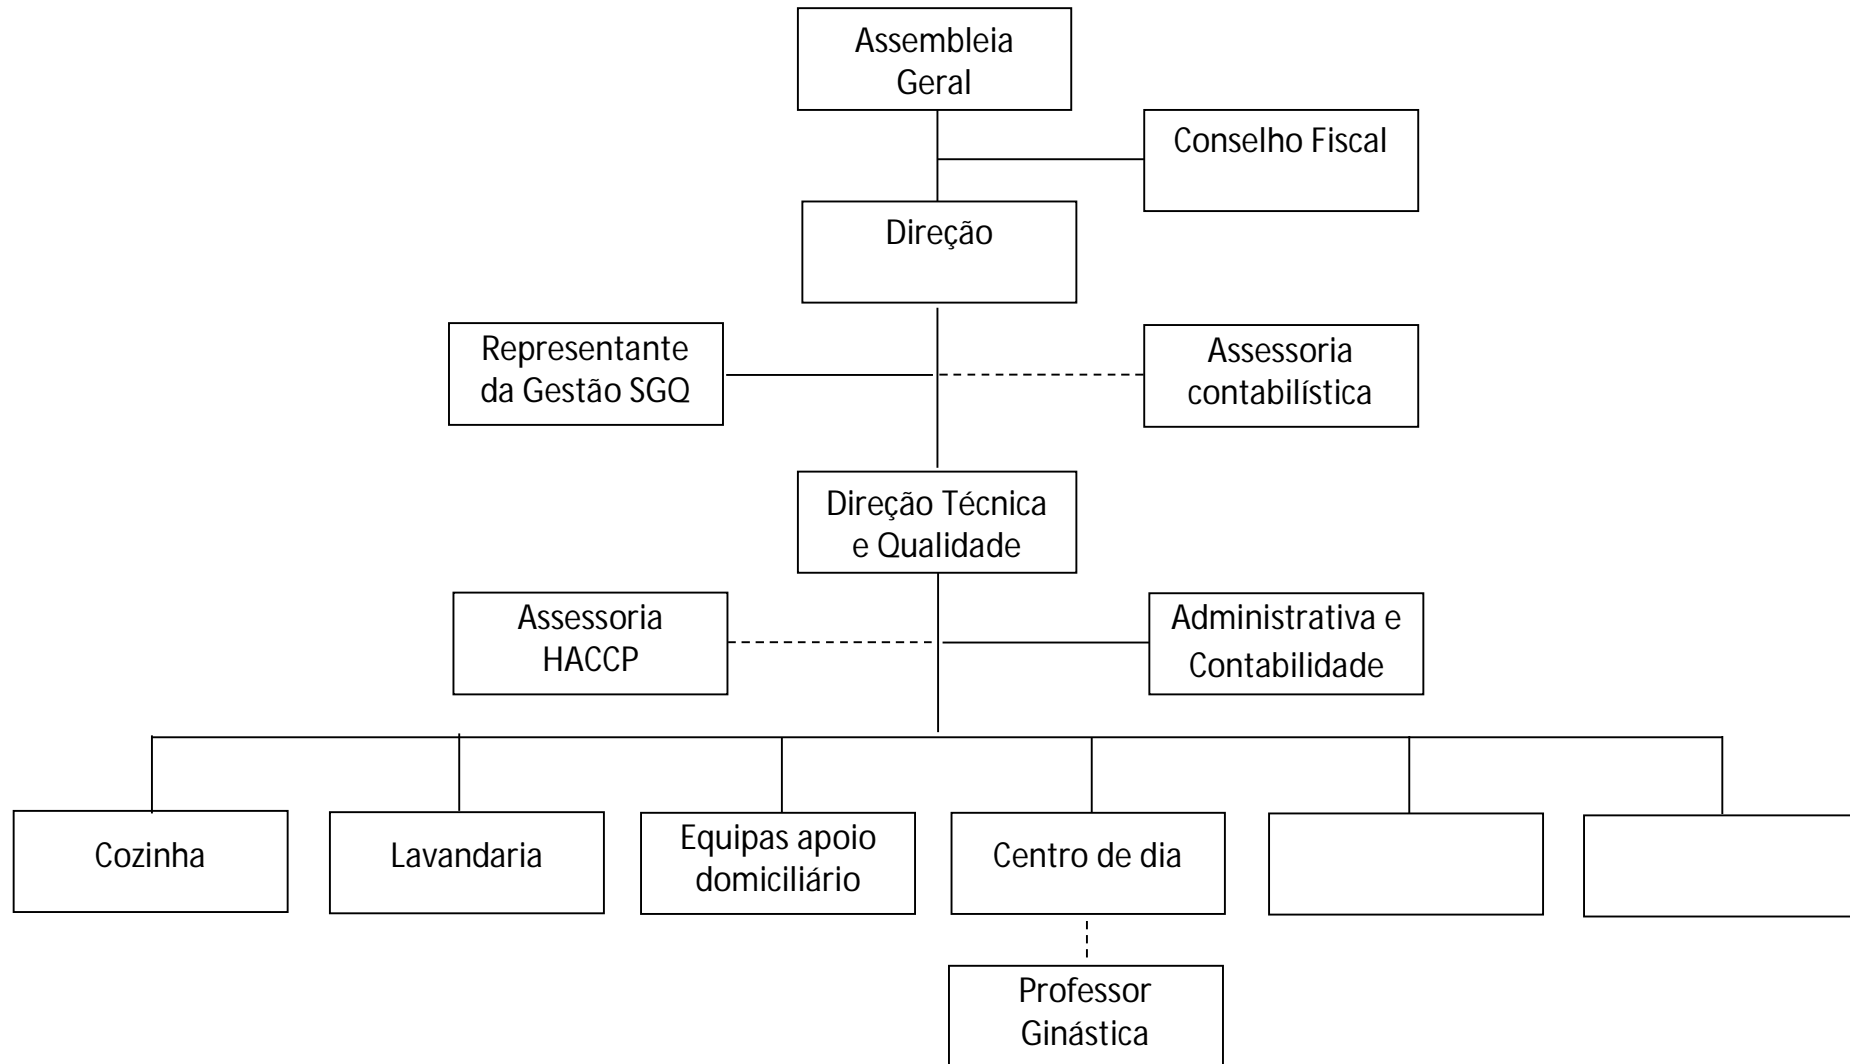 Assembleia
Geral
Conselho Fiscal
Direção
Representante
da Gestão SGQ
Assessoria
contabilística
Direção Técnica
e Qualidade
Assessoria
HACCP
Administrativa e
Contabilidade
Cozinha
Lavandaria
Equipas apoio
domiciliário
Centro de dia
Professor
Ginástica